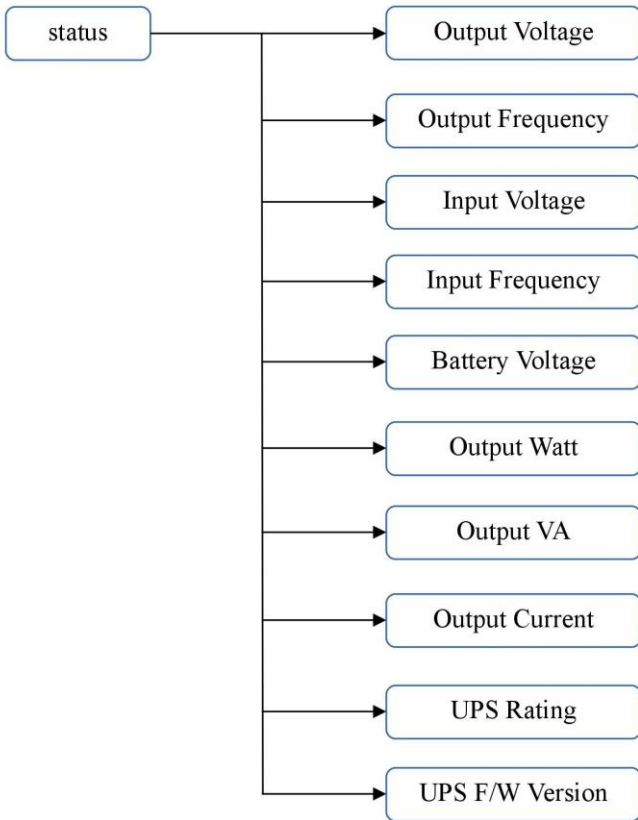 status
Output Voltage
Output Frequency
Input Voltage
Input Frequency
Battery Voltage
Output Watt
Output VA
Output Current
UPS Rating
UPS F/W Version